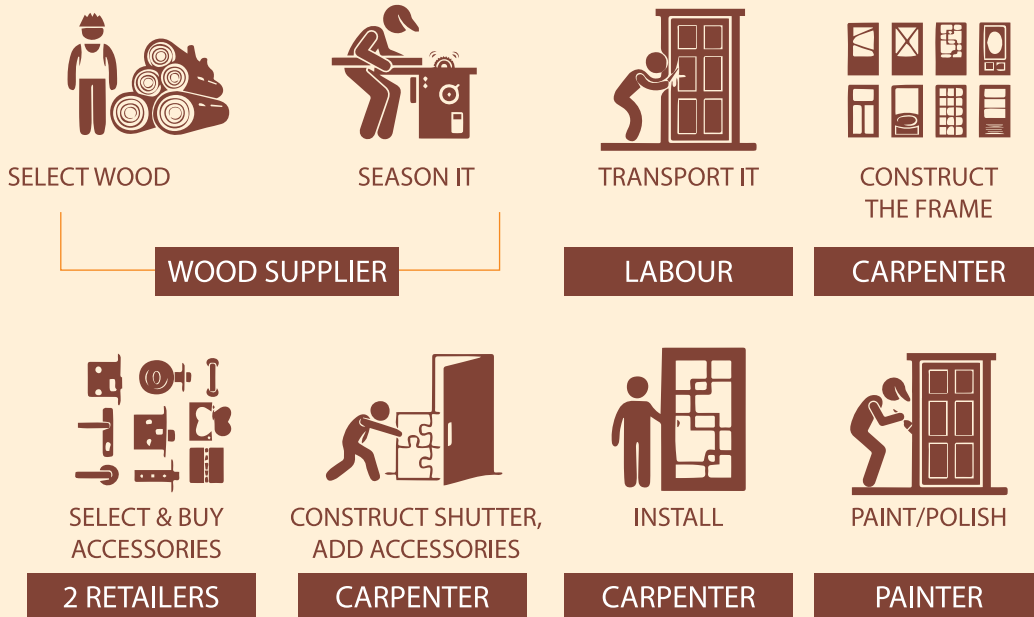 SELECT WOOD
SEASON IT
TRANSPORT IT
CONSTRUCT
THE FRAME
WOOD SUPPLIER
LABOUR
CARPENTER
SELECT & BUY
ACCESSORIES
CONSTRUCT SHUTTER,
ADD ACCESSORIES
INSTALL
PAINT/POLISH
2 RETAILERS
CARPENTER
CARPENTER
PAINTER